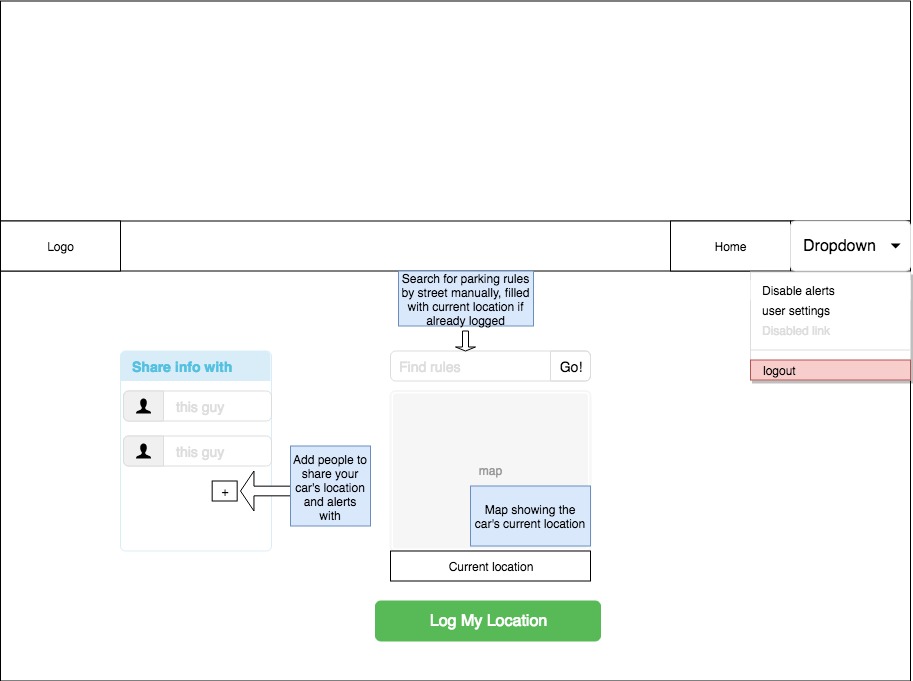 Logo
Home
Dropdown
Disable alerts
user settings
Disabled link
logout
Search for parking rules
by street manually, filled
with current location if
already logged
Find rules
Go!
Share info with
this guy
this guy
+
Add people to
share your
car's location
and alerts
with
map
Map showing the
car's current location
Current location
Log My Location